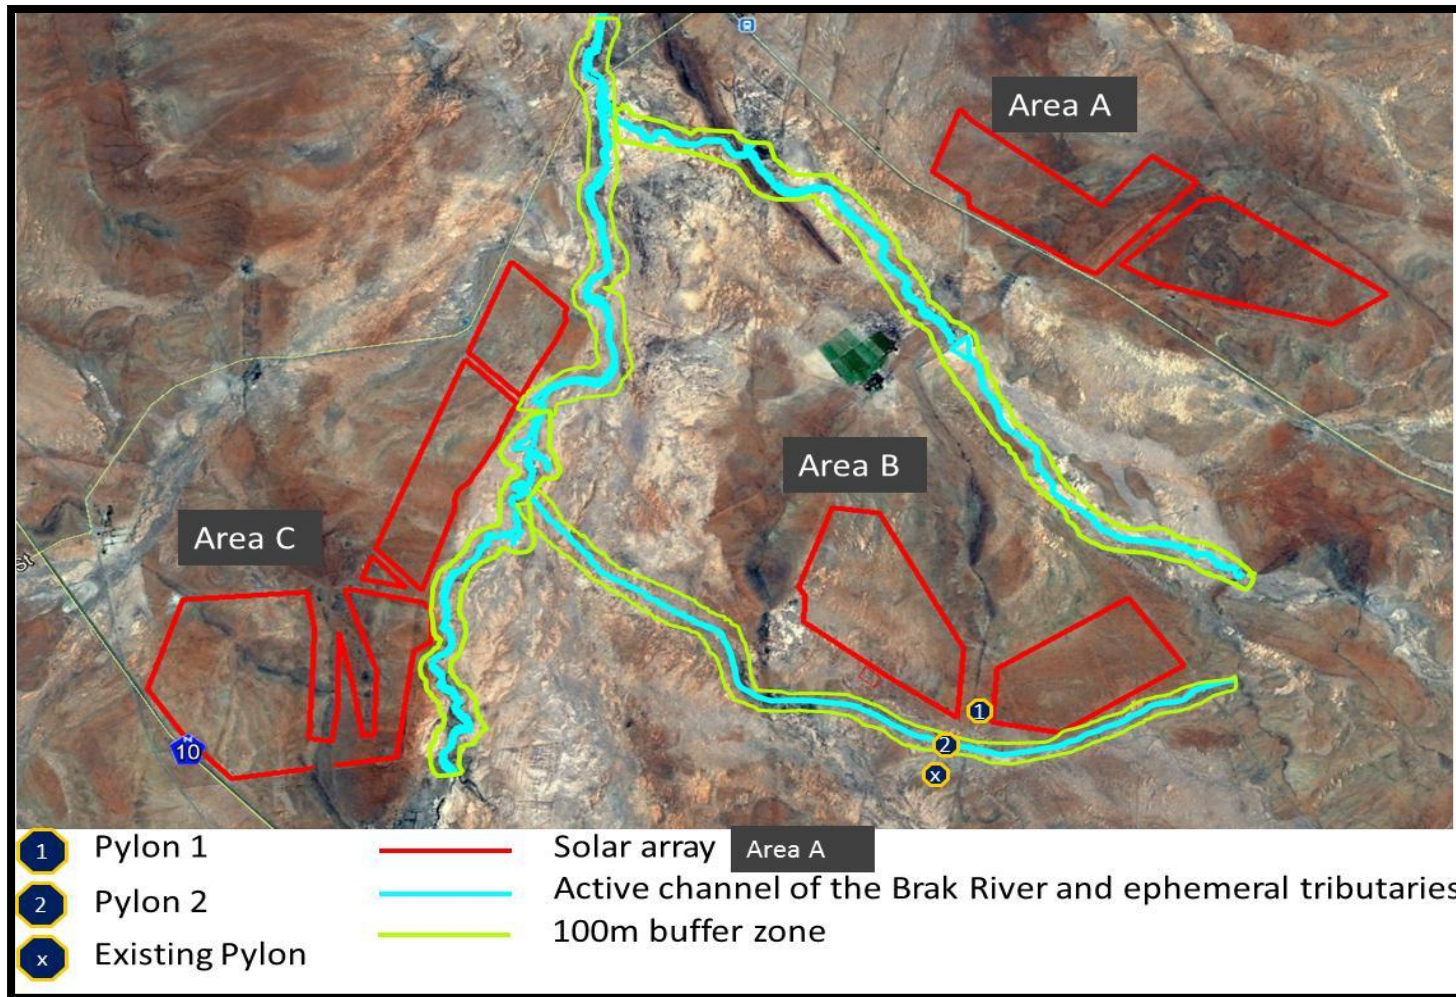 Area A
Area B
Area C
st
N
10
1
2
x
1 Pylon 1
Solar array Area A
2 Pylon 2
Active channel of the Brak River and ephemeral tributaries
x Existing Pylon
100m buffer zone